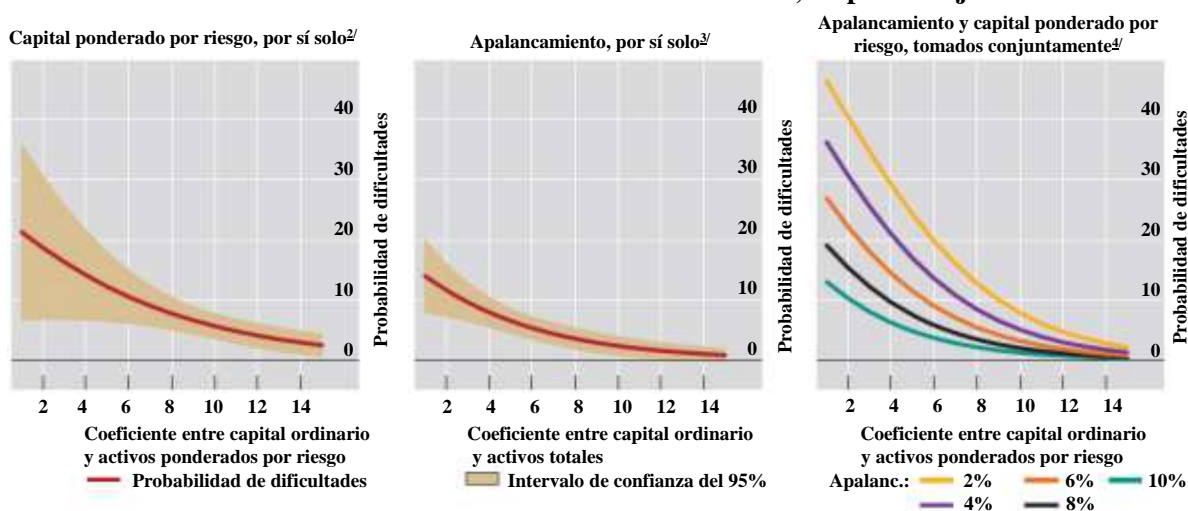 Capital ponderado por riesgo, por sí solo2/
40
30
20
10
0
Probabilidad de dificultades
2 4 6 8 10 12 14
Coeficiente entre capital ordinario
y activos ponderados por riesgo
Probabilidad de dificultades
Apalancamiento, por sí solo3/
40
30
20
10
0
Probabilidad de dificultades
2 4 6 8 10 12 14
Coeficiente entre capital ordinario
y activos totales
Intervalo de confianza del 95%
Apalancamiento y capital ponderado por
riesgo, tomados conjuntamente4/
40
30
20
10
0
Probabilidad de dificultades
2 4 6 8 10 12 14
Coeficiente entre capital ordinario
y activos ponderados por riesgo
Apalanc.: 2% 6% 10%
4% 8%